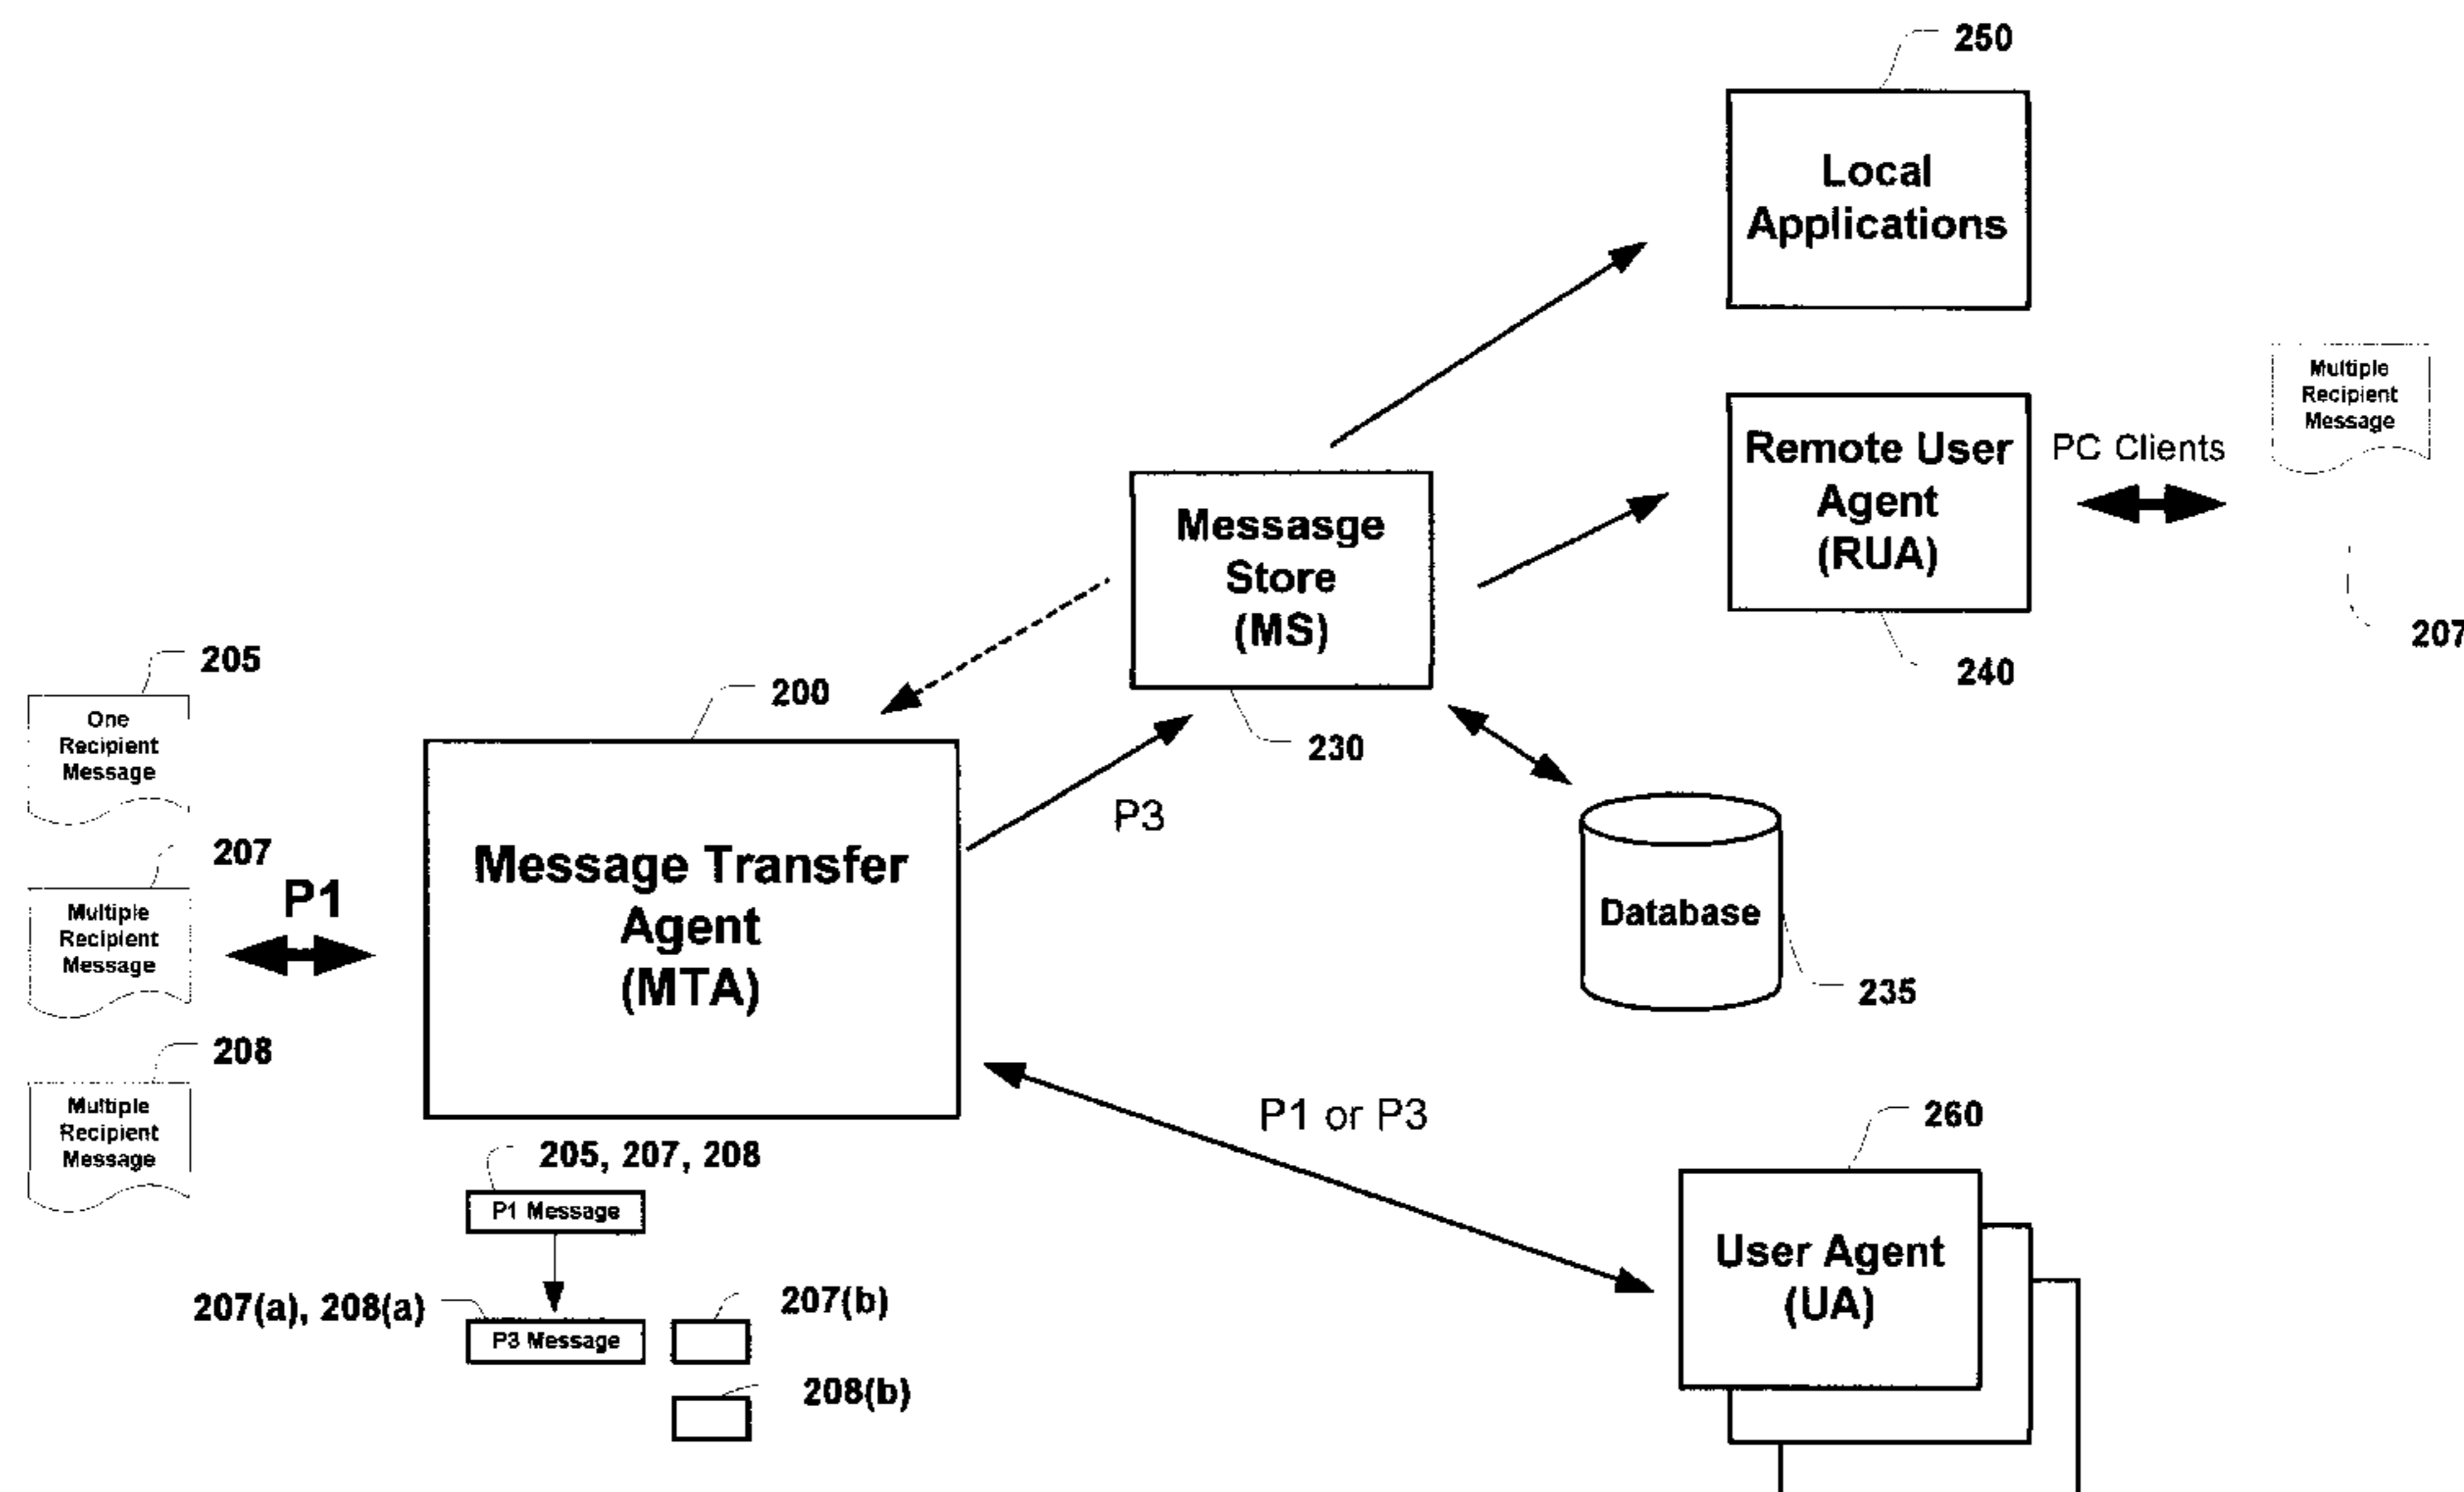 250
Local
Applications
Multiple
Recipient
Message
Remote User
Agent
(RUA)
PC Clients
207
240
Messasge
Store
(MS)
230
205
One
Recipient
Message
200
Message Transfer
Agent
(MTA)
P3
Database
235
207
Multiple
Recipient
Message
P1
208
Multiple
Recipient
Message
P1 or P3
260
User Agent
(UA)
205, 207, 208
P1 Message
207(a), 208(a)
P3 Message
207(b)
208(b)